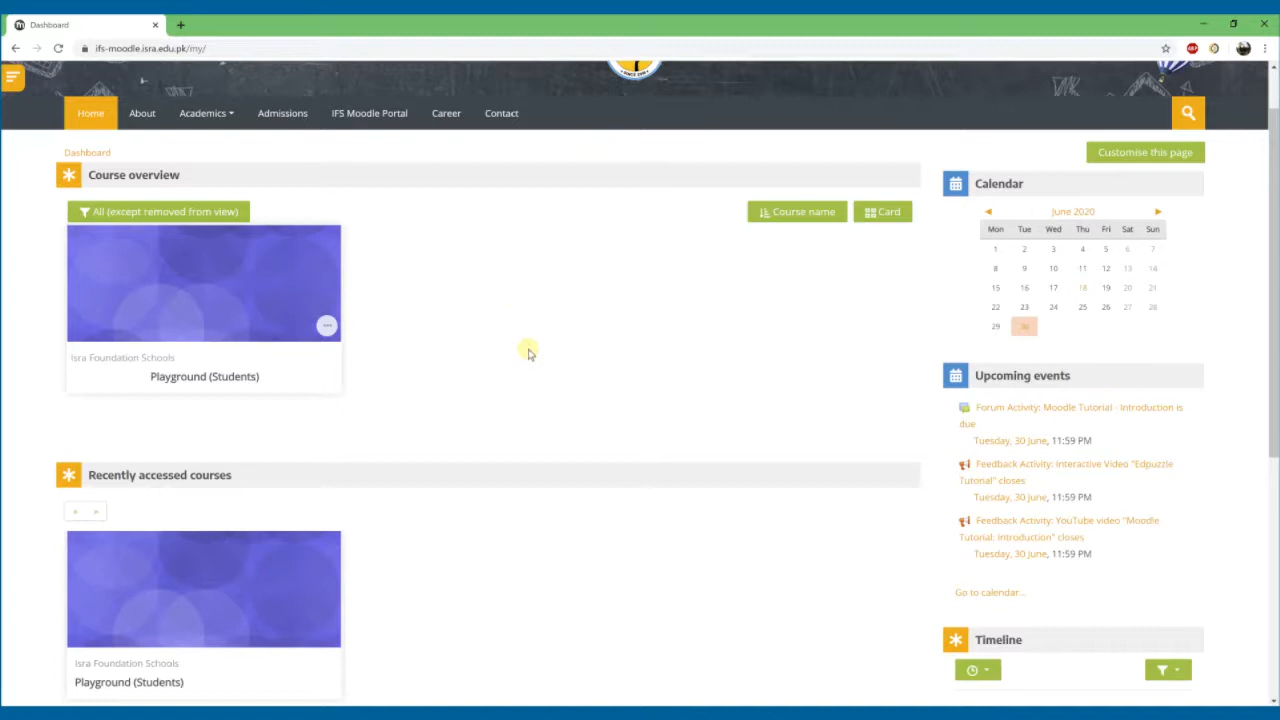 Dashboard
ifs-moodle.isra.edu.pk/my/
ABP
Home About Academics Admissions IFS Moodle Portal Career Contact
Dashboard
Customise this page
Course overview
All (except removed from view)
Course name
Card
Isra Foundation Schools
Playground (Students)
Recently accessed courses
« »
Isra Foundation Schools
Playground (Students)
Calendar
◄ June 2020 ►
Mon Tue Wed Thu Fri Sat Sun
1 2 3 4 5 6 7
8 9 10 11 12 13 14
15 16 17 18 19 20 21
22 23 24 25 26 27 28
29 30
Upcoming events
Forum Activity: Moodle Tutorial - Introduction is
due
Tuesday, 30 June, 11:59 PM
Feedback Activity: Interactive Video "Edpuzzle
Tutorial" closes
Tuesday, 30 June, 11:59 PM
Feedback Activity: YouTube video "Moodle
Tutorial: Introduction" closes
Tuesday, 30 June, 11:59 PM
Go to calendar...
Timeline